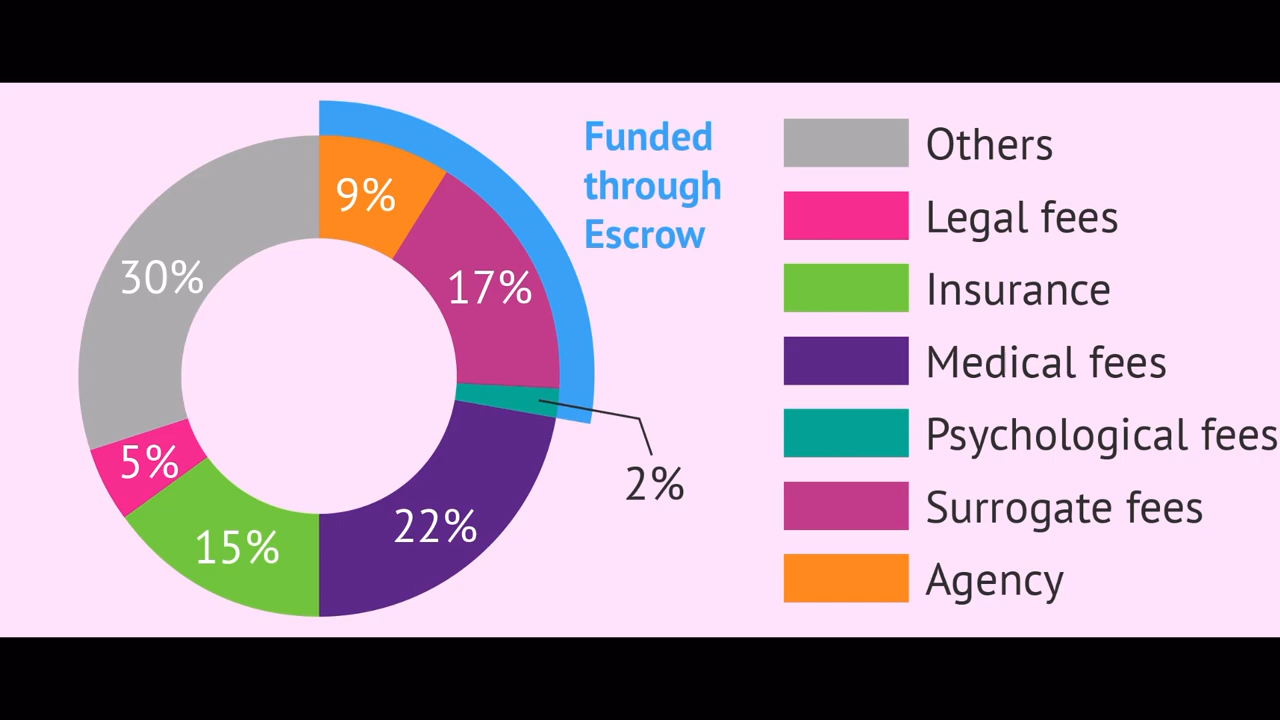 Funded
through
Escrow
9%
17%
30%
2%
5%
22%
15%
Others
Legal fees
Insurance
Medical fees
Psychological fees
Surrogate fees
Agency